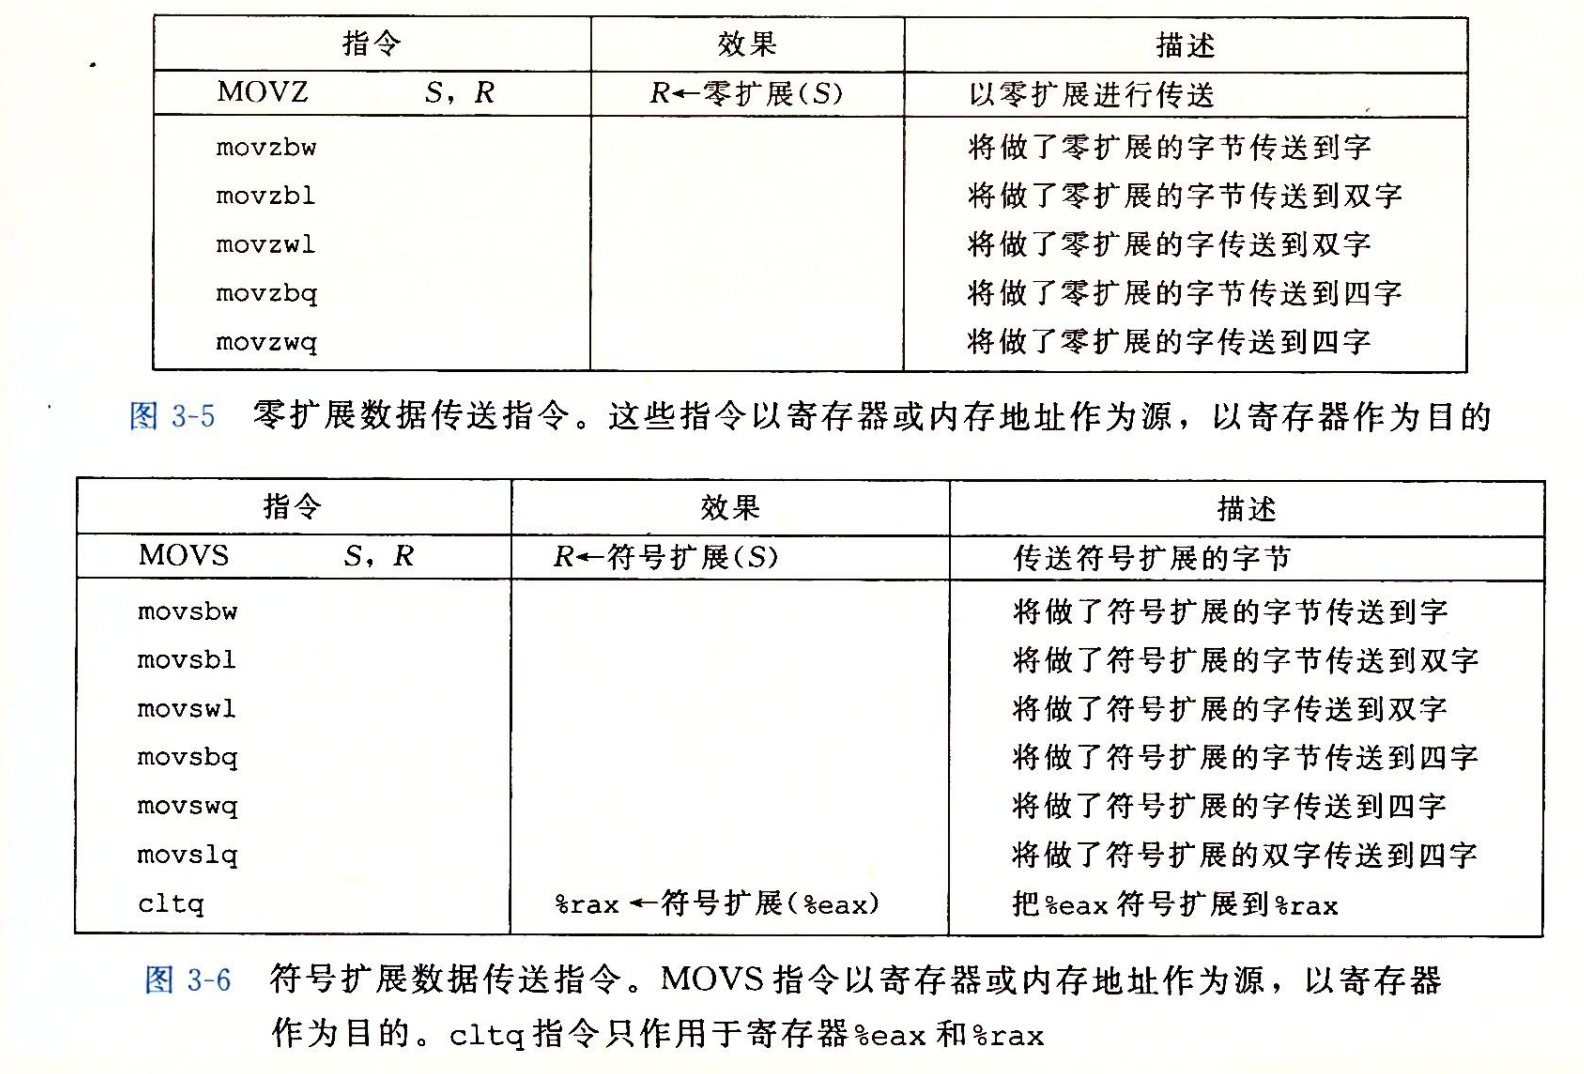 指令 效果 描述
MOVZ S, R R←零扩展(S) 以零扩展进行传送
movzbw 将做了零扩展的字节传送到字
movzbl 将做了零扩展的字节传送到双字
movzwl 将做了零扩展的字传送到双字
movzbq 将做了零扩展的字节传送到四字
movzwq 将做了零扩展的字传送到四字
图 3-5 零扩展数据传送指令。这些指令以寄存器或内存地址作为源，以寄存器作为目的
指令 效果 描述
MOVS S, R R←符号扩展(S) 传送符号扩展的字节
movsbw 将做了符号扩展的字节传送到字
movsbl 将做了符号扩展的字节传送到双字
movswl 将做了符号扩展的字传送到双字
movsbq 将做了符号扩展的字节传送到四字
movswq 将做了符号扩展的字传送到四字
movslq 将做了符号扩展的双字传送到四字
cltq %rax←符号扩展(%eax) 把%eax符号扩展到%rax
图 3-6 符号扩展数据传送指令。MOVS指令以寄存器或内存地址作为源，以寄存器
作为目的。cltq指令只作用于寄存器%eax和%rax